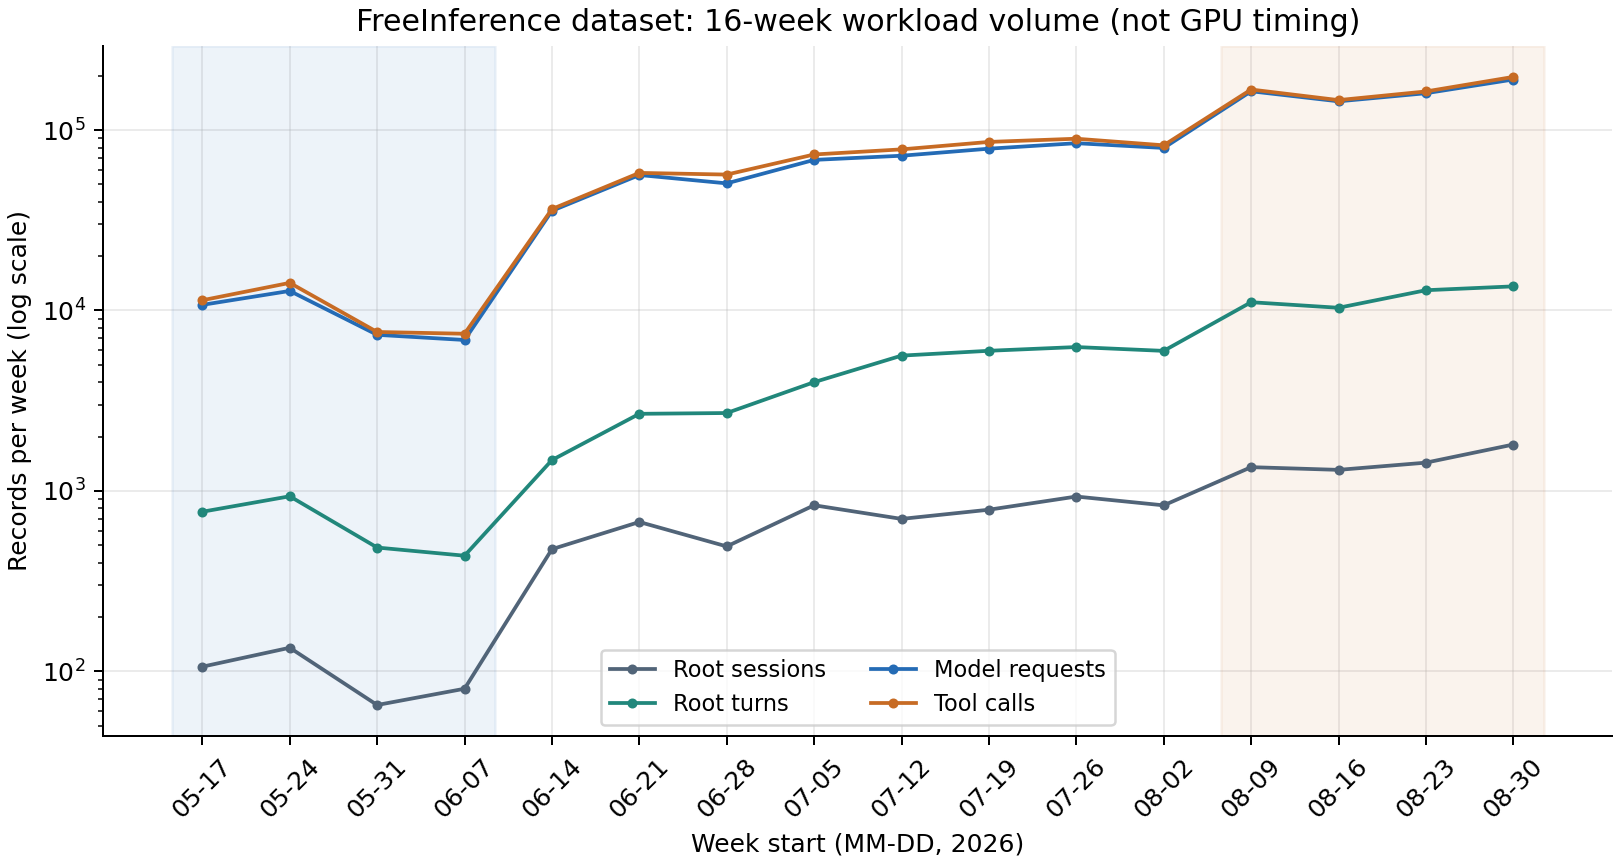 FreeInference dataset: 16-week workload volume (not GPU timing)
Records per week (log scale)
10^5
10^4
10^3
10^2
Root sessions
Root turns
Model requests
Tool calls
05-17
05-24
05-31
06-07
06-14
06-21
06-28
07-05
07-12
07-19
07-26
08-02
08-09
08-16
08-23
08-30
Week start (MM-DD, 2026)